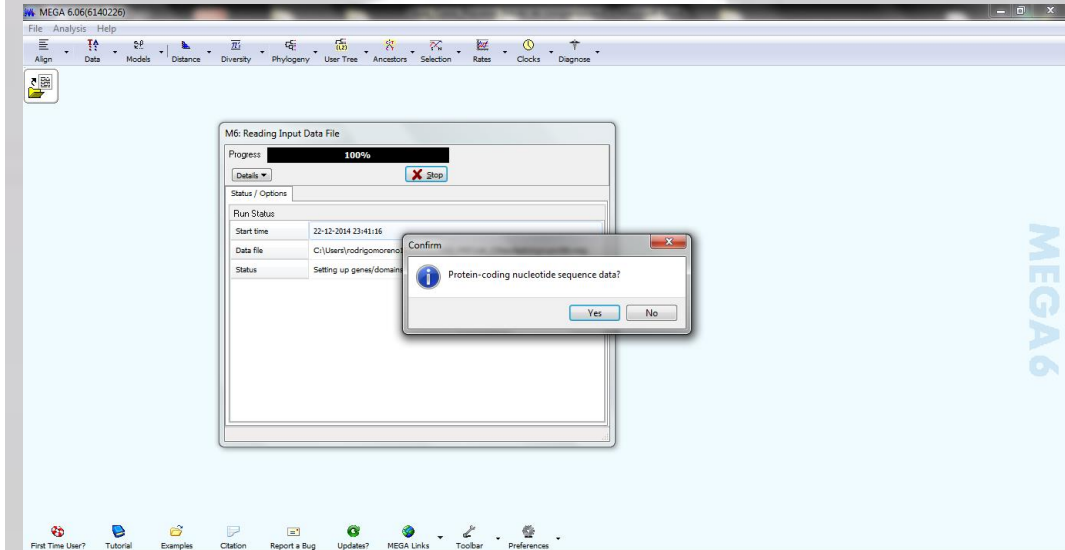 MEGA 6.06(6140226)
File Analysis Help
Align Data Models Distance Diversity Phylogeny User Tree Ancestors Selection Rates Clocks Diagnose
M6: Reading Input Data File
Progress 100%
Details Stop
Status / Options
Run Status
Start time 22-12-2014 23:41:16
Data file C:\Users\rodrigomoreno
Status Setting up genes/domains
Confirm
Protein-coding nucleotide sequence data?
Yes No
MEGA6
First Time User? Tutorial Examples Citation Report a Bug Updates? MEGA Links Toolbar Preferences